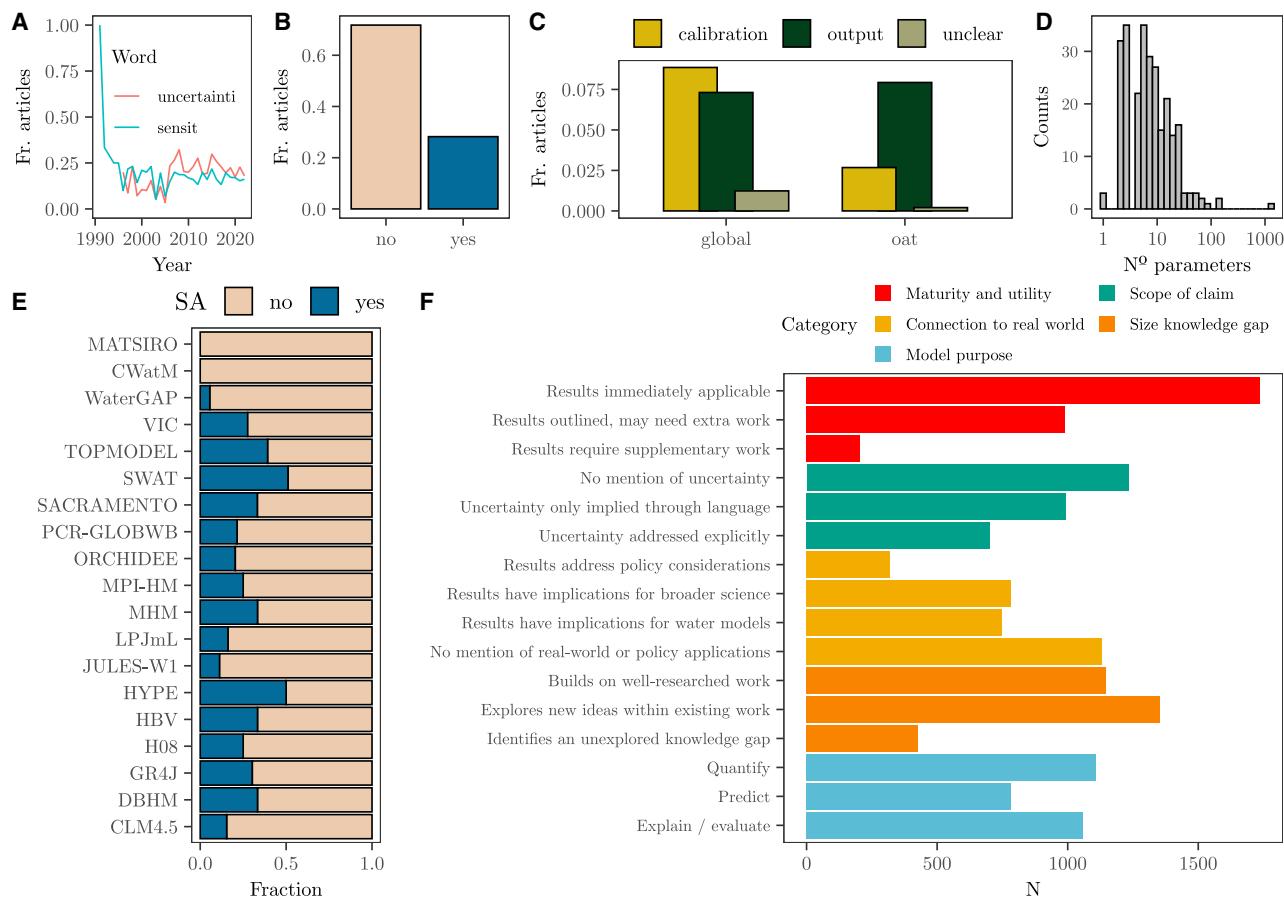 A
Fr. articles
1.00
0.75
0.50
0.25
0.00
Word
uncertainti
sensit
1990 2000 2010 2020
Year
B
Fr. articles
0.6
0.4
0.2
0.0
no yes
C
calibration output unclear
Fr. articles
0.075
0.050
0.025
0.000
global oat
D
Counts
30
20
10
0
1 10 100 1000
Nº parameters
E
SA no yes
MATSIRO
CWatM
WaterGAP
VIC
TOPMODEL
SWAT
SACRAMENTO
PCR-GLOBWB
ORCHIDEE
MPI-HM
MHM
LPJmL
JULES-W1
HYPE
HBV
H08
GR4J
DBHM
CLM4.5
0.0 0.5 1.0
Fraction
F
Category
Maturity and utility
Connection to real world
Model purpose
Scope of claim
Size knowledge gap
Results immediately applicable
Results outlined, may need extra work
Results require supplementary work
No mention of uncertainty
Uncertainty only implied through language
Uncertainty addressed explicitly
Results address policy considerations
Results have implications for broader science
Results have implications for water models
No mention of real-world or policy applications
Builds on well-researched work
Explores new ideas within existing work
Identifies an unexplored knowledge gap
Quantify
Predict
Explain / evaluate
0 500 1000 1500
N